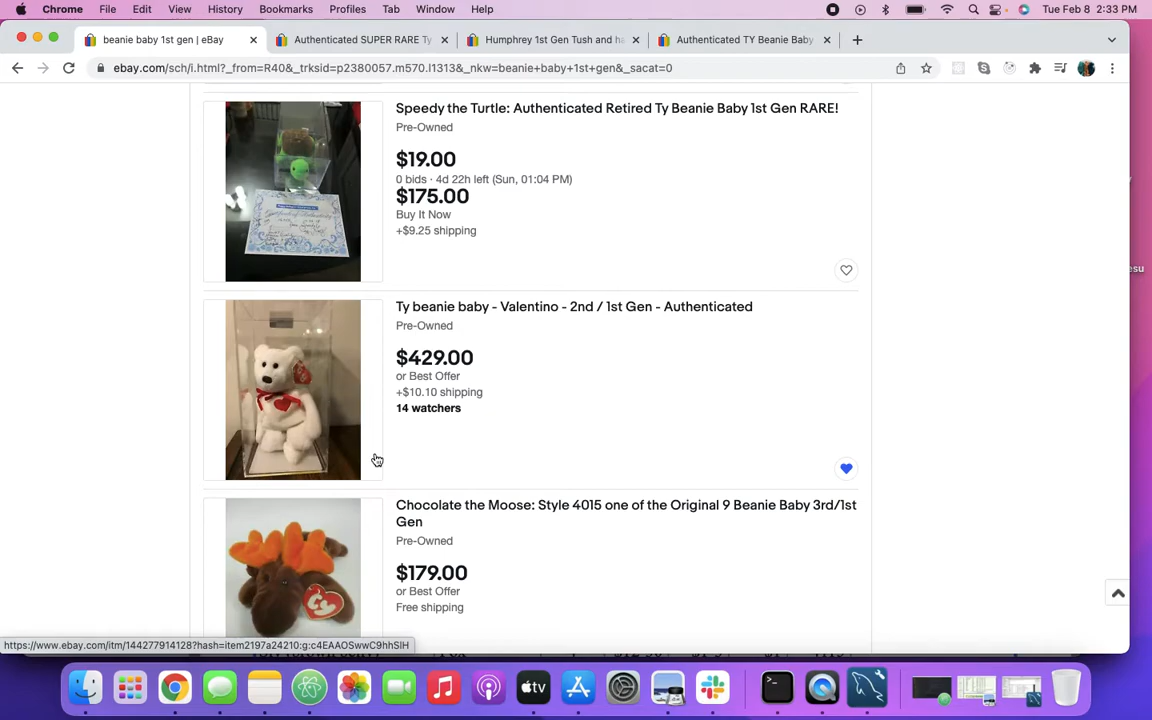 Chrome File Edit View History Bookmarks Profiles Tab Window Help Tue Feb 8 2:33 PM
beanie baby 1st gen | eBay Authenticated SUPER RARE Ty Humphrey 1st Gen Tush and ha Authenticated TY Beanie Baby
ebay.com/sch/i.html?_from=R40&_trksid=p2380057.m570.l1313&_nkw=beanie+baby+1st+gen&_sacat=0
Speedy the Turtle: Authenticated Retired Ty Beanie Baby 1st Gen RARE!
Pre-Owned
$19.00
0 bids · 4d 22h left (Sun, 01:04 PM)
$175.00
Buy It Now
+$9.25 shipping
Ty beanie baby - Valentino - 2nd / 1st Gen - Authenticated
Pre-Owned
$429.00
or Best Offer
+$10.10 shipping
14 watchers
Chocolate the Moose: Style 4015 one of the Original 9 Beanie Baby 3rd/1st
Gen
Pre-Owned
$179.00
or Best Offer
Free shipping
esu
https://www.ebay.com/itm/144277914128?hash=item2197a24210:g:c4EAAOSwwC9hhSlH
tv